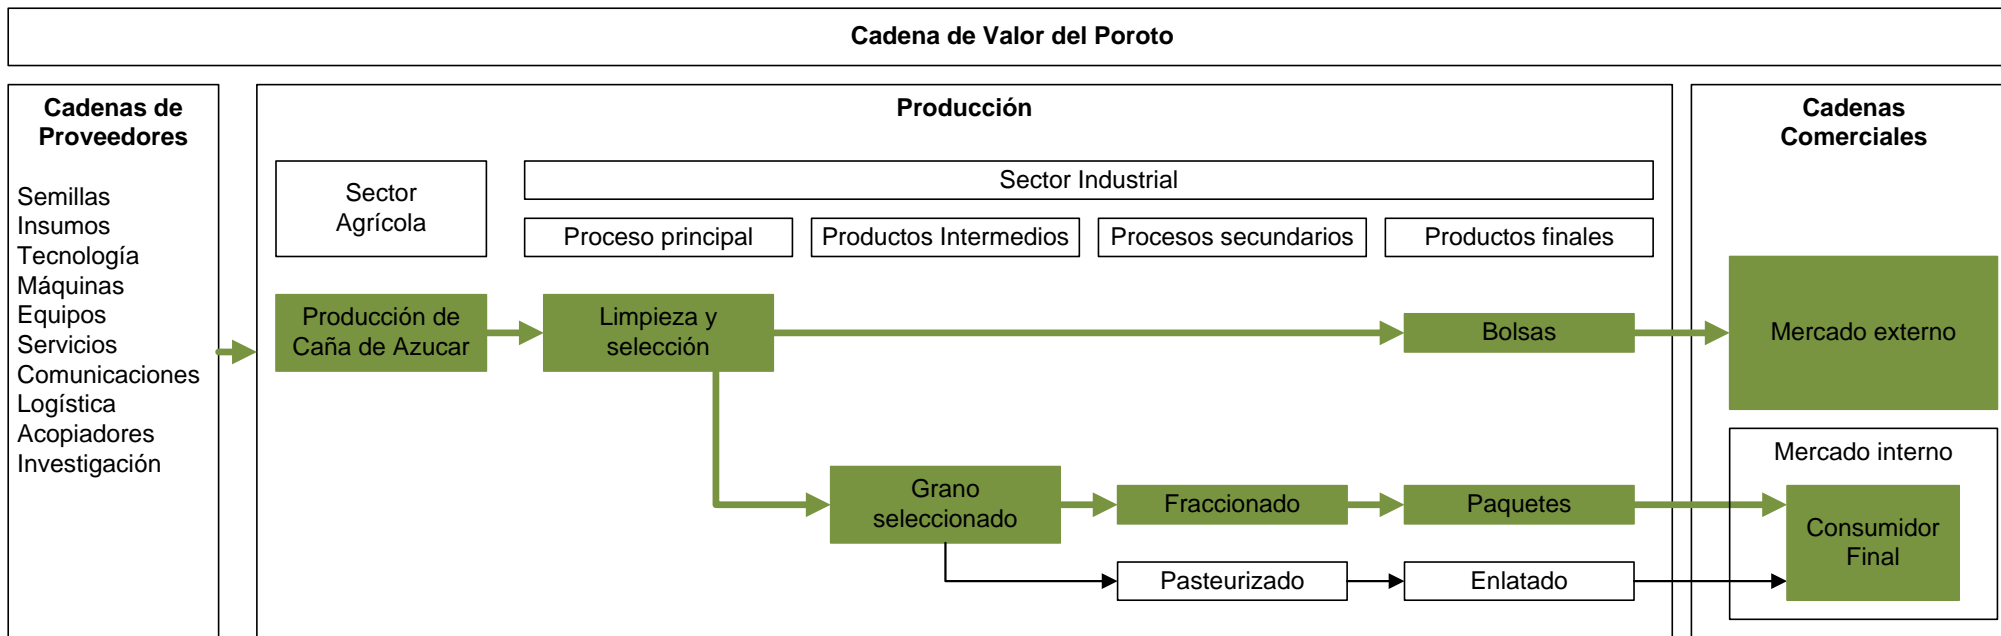 Cadena de Valor del Poroto
Cadenas de
Proveedores
Semillas
Insumos
Tecnología
Máquinas
Equipos
Servicios
Comunicaciones
Logística
Acopiadores
Investigación
Producción
Sector
Agrícola
Sector Industrial
Proceso principal
Productos Intermedios
Procesos secundarios
Productos finales
Producción de
Caña de Azucar
Limpieza y
selección
Bolsas
Grano
seleccionado
Fraccionado
Paquetes
Pasteurizado
Enlatado
Cadenas
Comerciales
Mercado externo
Mercado interno
Consumidor
Final